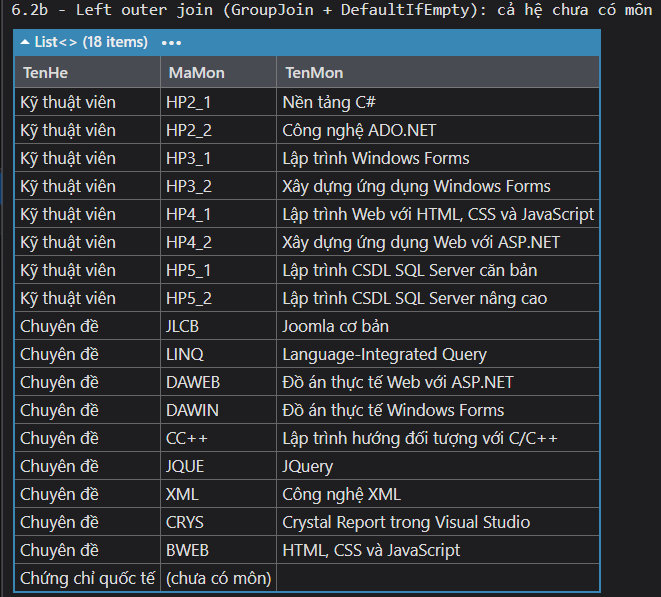 6.2b - Left outer join (GroupJoin + DefaultIfEmpty): cả hệ chưa có môn
List<> (18 items) •••
TenHe MaMon TenMon
Kỹ thuật viên HP2_1 Nền tảng C#
Kỹ thuật viên HP2_2 Công nghệ ADO.NET
Kỹ thuật viên HP3_1 Lập trình Windows Forms
Kỹ thuật viên HP3_2 Xây dựng ứng dụng Windows Forms
Kỹ thuật viên HP4_1 Lập trình Web với HTML, CSS và JavaScript
Kỹ thuật viên HP4_2 Xây dựng ứng dụng Web với ASP.NET
Kỹ thuật viên HP5_1 Lập trình CSDL SQL Server căn bản
Kỹ thuật viên HP5_2 Lập trình CSDL SQL Server nâng cao
Chuyên đề JLCB Joomla cơ bản
Chuyên đề LINQ Language-Integrated Query
Chuyên đề DAWEB Đồ án thực tế Web với ASP.NET
Chuyên đề DAWIN Đồ án thực tế Windows Forms
Chuyên đề CC++ Lập trình hướng đối tượng với C/C++
Chuyên đề JQUE JQuery
Chuyên đề XML Công nghệ XML
Chuyên đề CRYS Crystal Report trong Visual Studio
Chuyên đề BWEB HTML, CSS và JavaScript
Chứng chỉ quốc tế (chưa có môn)